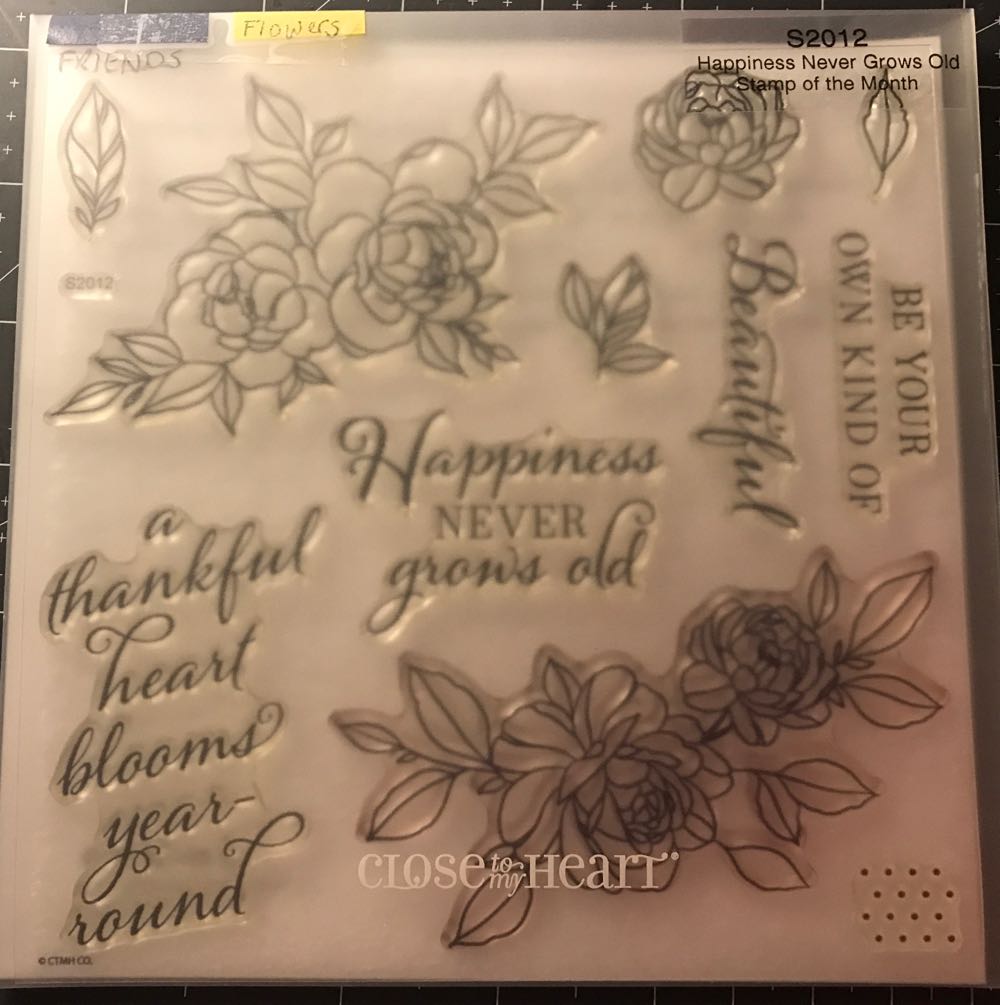 Flowers
FRIENDS
S2012
Happiness Never Grows Old
Stamp of the Month
S2012
BE YOUR
OWN KIND OF
Beautiful
Happiness
NEVER
grows old
a
thankful
heart
blooms
year-
round
CLOSE to my HEART®
© CTMH CO.